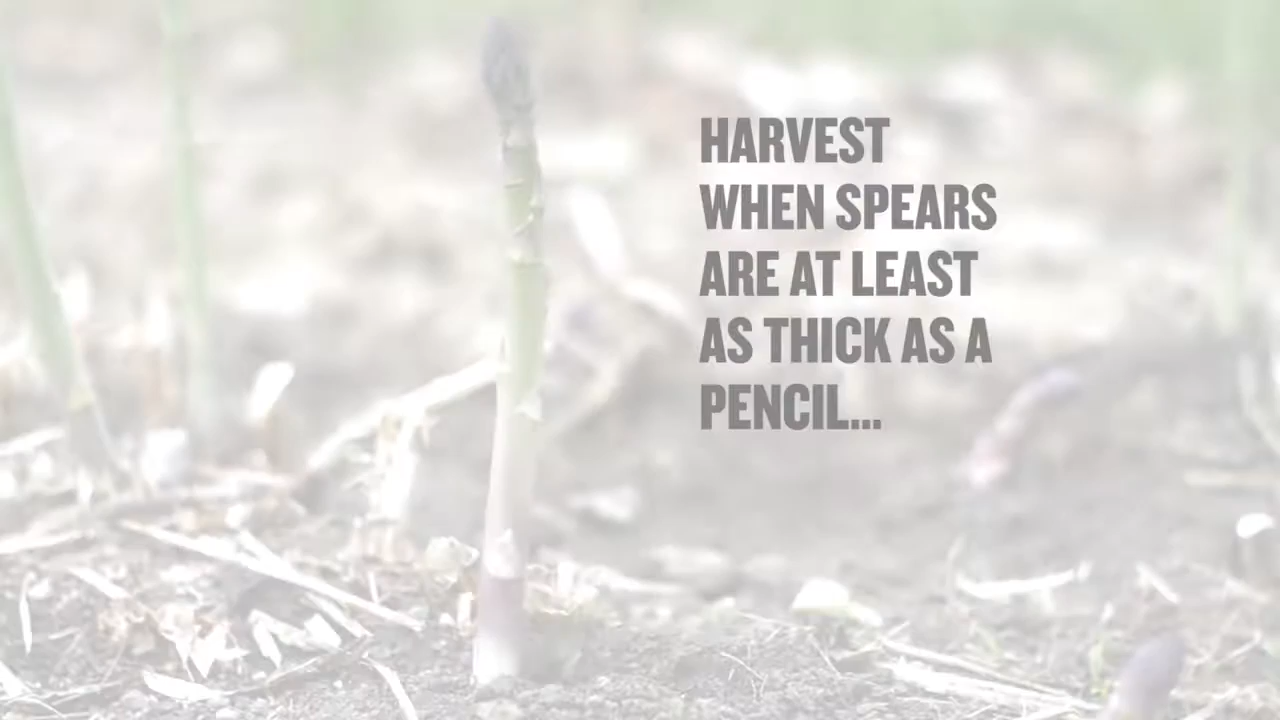 HARVEST
WHEN SPEARS
ARE AT LEAST
AS THICK AS A
PENCIL...